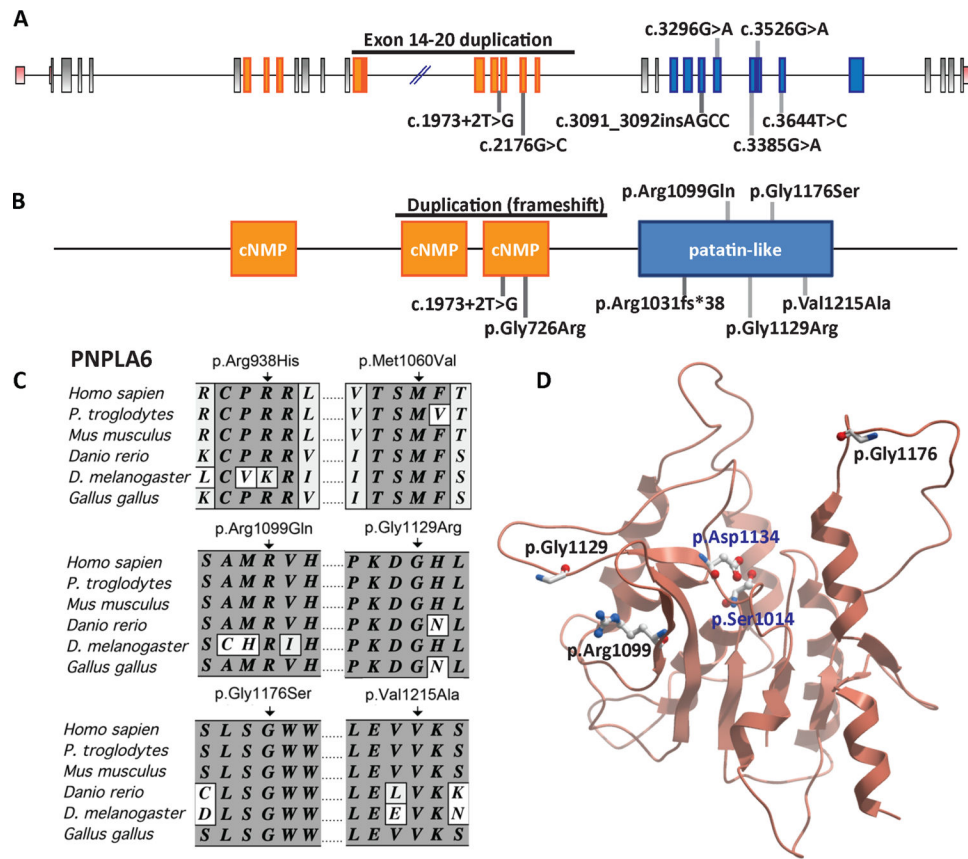 A
c.3296G>A c.3526G>A
Exon 14-20 duplication
c.1973+2T>G c.3091_3092insAGCC c.3644T>C
c.2176G>C c.3385G>A
B
p.Arg1099Gln p.Gly1176Ser
Duplication (frameshift)
cNMP cNMP cNMP patatin-like
c.1973+2T>G p.Arg1031fs*38 p.Val1215Ala
p.Gly726Arg p.Gly1129Arg
PNPLA6
C
p.Arg938His p.Met1060Val
Homo sapien R C P R R L ...... V T S M F T
P. troglodytes R C P R R L ...... V T S M V T
Mus musculus R C P R R L ...... V T S M F T
Danio rerio K C P R R V ...... I T S M F S
D. melanogaster L C V K R I ...... I T S M F S
Gallus gallus K C P R R V ...... I T S M F S
p.Arg1099Gln p.Gly1129Arg
Homo sapien S A M R V H ...... P K D G H L
P. troglodytes S A M R V H ...... P K D G H L
Mus musculus S A M R V H ...... P K D G H L
Danio rerio S A M R V H ...... P K D G N L
D. melanogaster S C H R I H ...... P K D G H L
Gallus gallus S A M R V H ...... P K D G N L
p.Gly1176Ser p.Val1215Ala
Homo sapien S L S G W W ...... L E V V K S
P. troglodytes S L S G W W ...... L E V V K S
Mus musculus S L S G W W ...... L E V V K S
Danio rerio C L S G W W ...... L E L V K K
D. melanogaster D L S G W W ...... L E E V K N
Gallus gallus S L S G W W ...... L E V V K S
D
p.Gly1176
p.Asp1134
p.Gly1129
p.Ser1014
p.Arg1099